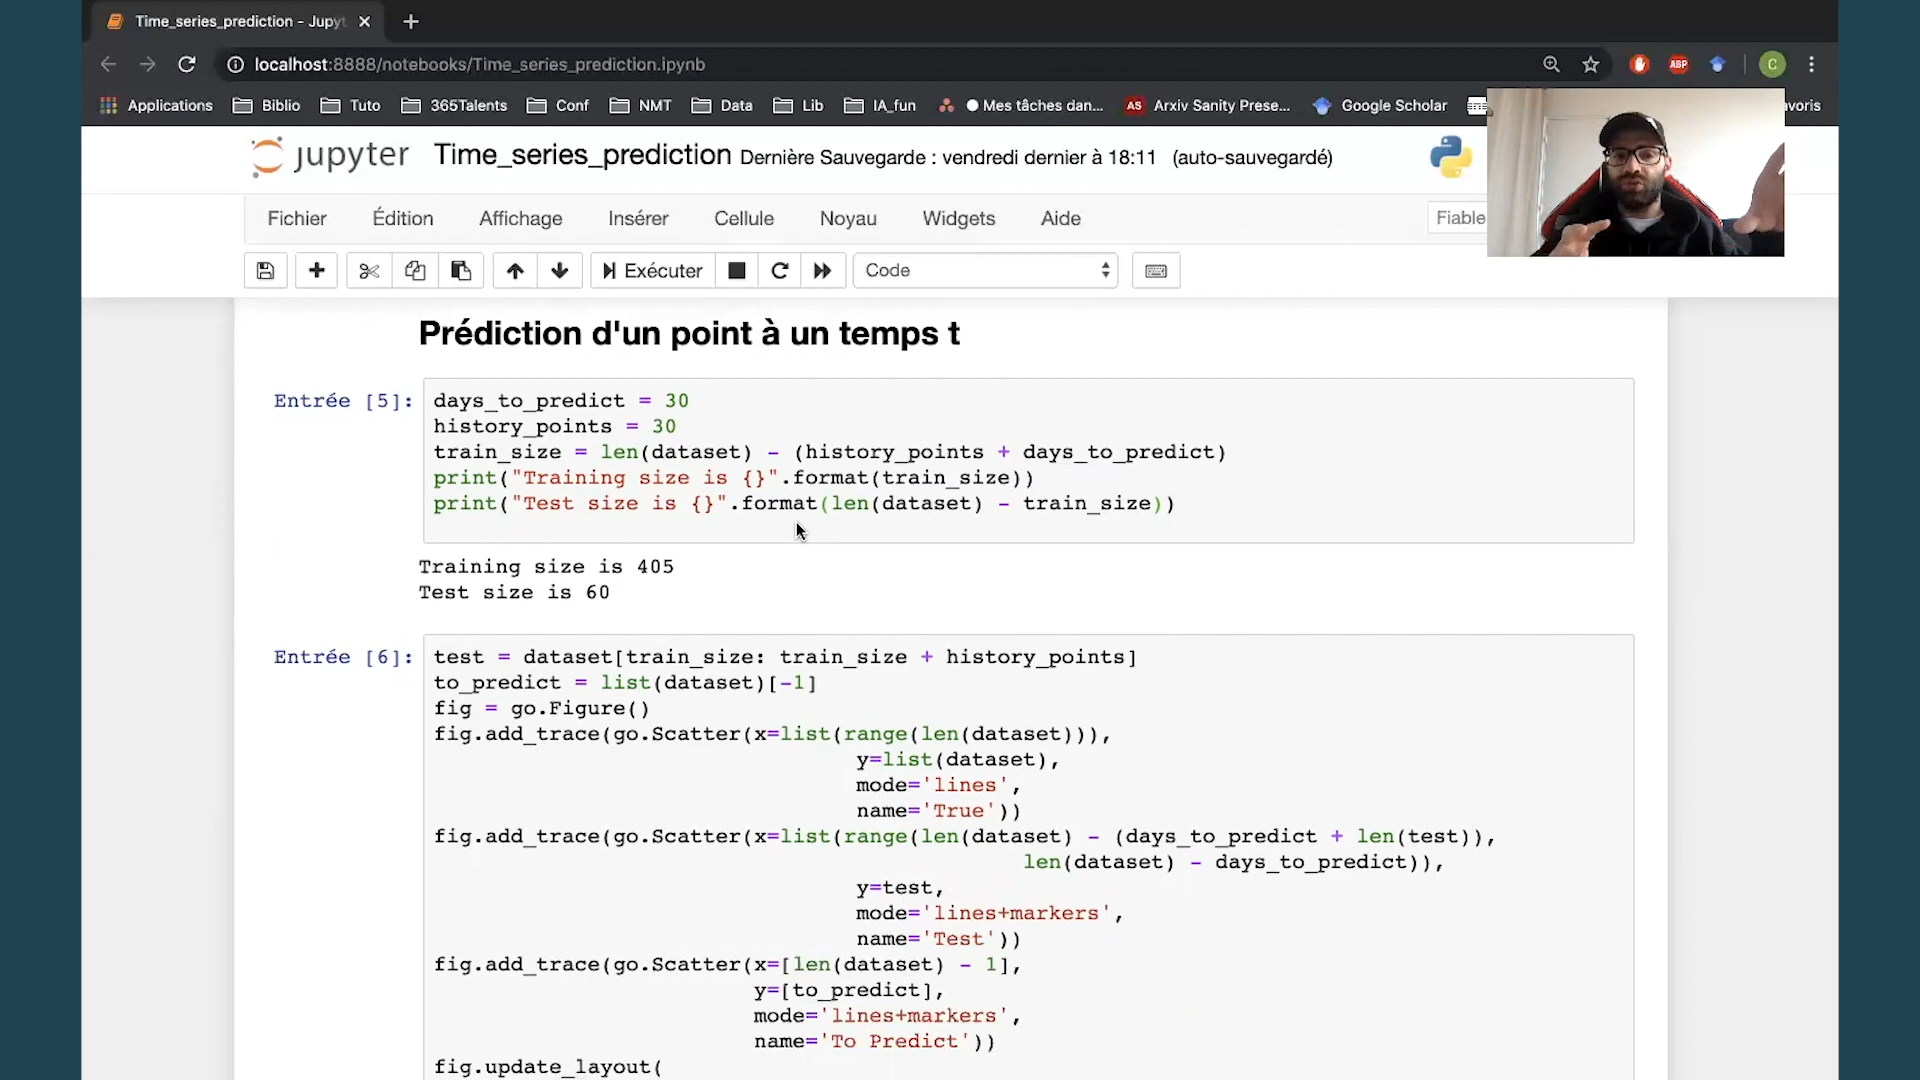 Time_series_prediction - Jupyt
localhost:8888/notebooks/Time_series_prediction.ipynb
ABP
C
Applications Biblio Tuto 365Talents Conf NMT Data Lib IA_fun Mes tâches dan... AS Arxiv Sanity Prese... Google Scholar avoris
jupyter Time_series_prediction Dernière Sauvegarde : vendredi dernier à 18:11 (auto-sauvegardé)
Fichier Édition Affichage Insérer Cellule Noyau Widgets Aide Fiable
Exécuter Code
Prédiction d'un point à un temps t
Entrée [5]: days_to_predict = 30
history_points = 30
train_size = len(dataset) - (history_points + days_to_predict)
print("Training size is {}".format(train_size))
print("Test size is {}".format(len(dataset) - train_size))
Training size is 405
Test size is 60
Entrée [6]: test = dataset[train_size: train_size + history_points]
to_predict = list(dataset)[-1]
fig = go.Figure()
fig.add_trace(go.Scatter(x=list(range(len(dataset))),
y=list(dataset),
mode='lines',
name='True'))
fig.add_trace(go.Scatter(x=list(range(len(dataset) - (days_to_predict + len(test)),
len(dataset) - days_to_predict)),
y=test,
mode='lines+markers',
name='Test'))
fig.add_trace(go.Scatter(x=[len(dataset) - 1],
y=[to_predict],
mode='lines+markers',
name='To Predict'))
fig.update_layout(